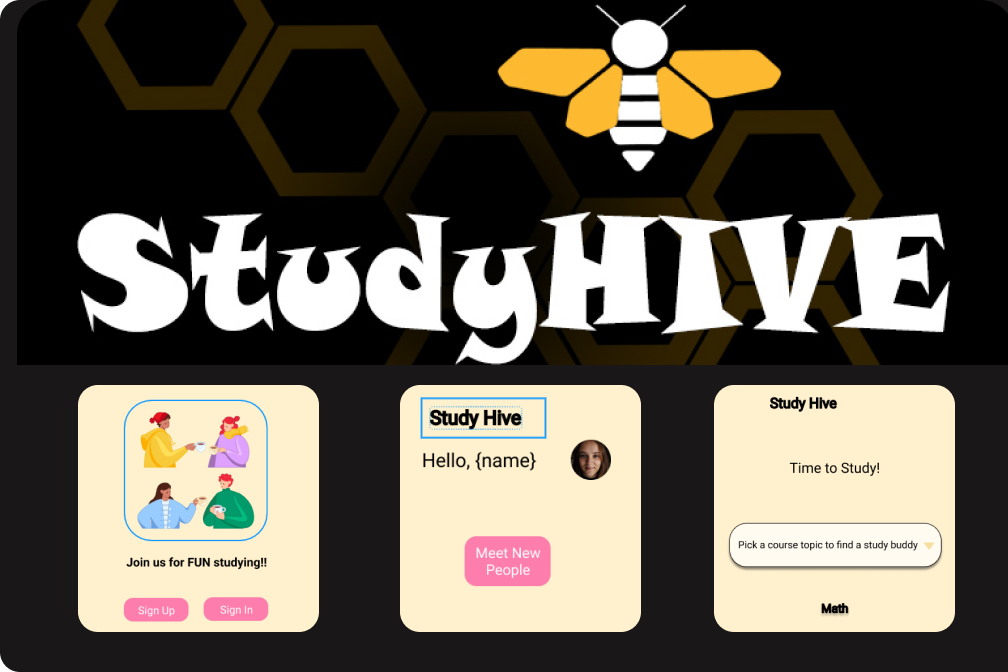 StudyHIVE
Join us for FUN studying!!
Sign Up
Sign In
Study Hive
Hello, {name}
Meet New
People
Study Hive
Time to Study!
Pick a course topic to find a study buddy
Math